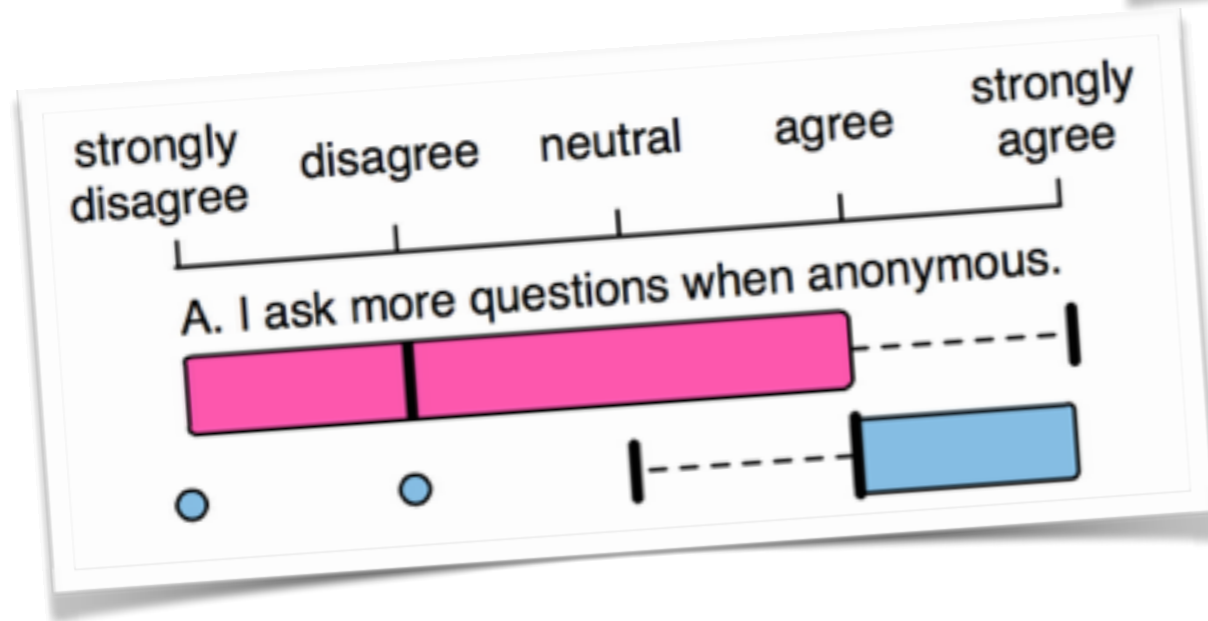 strongly disagree
disagree
neutral
agree
strongly agree
A. I ask more questions when anonymous.